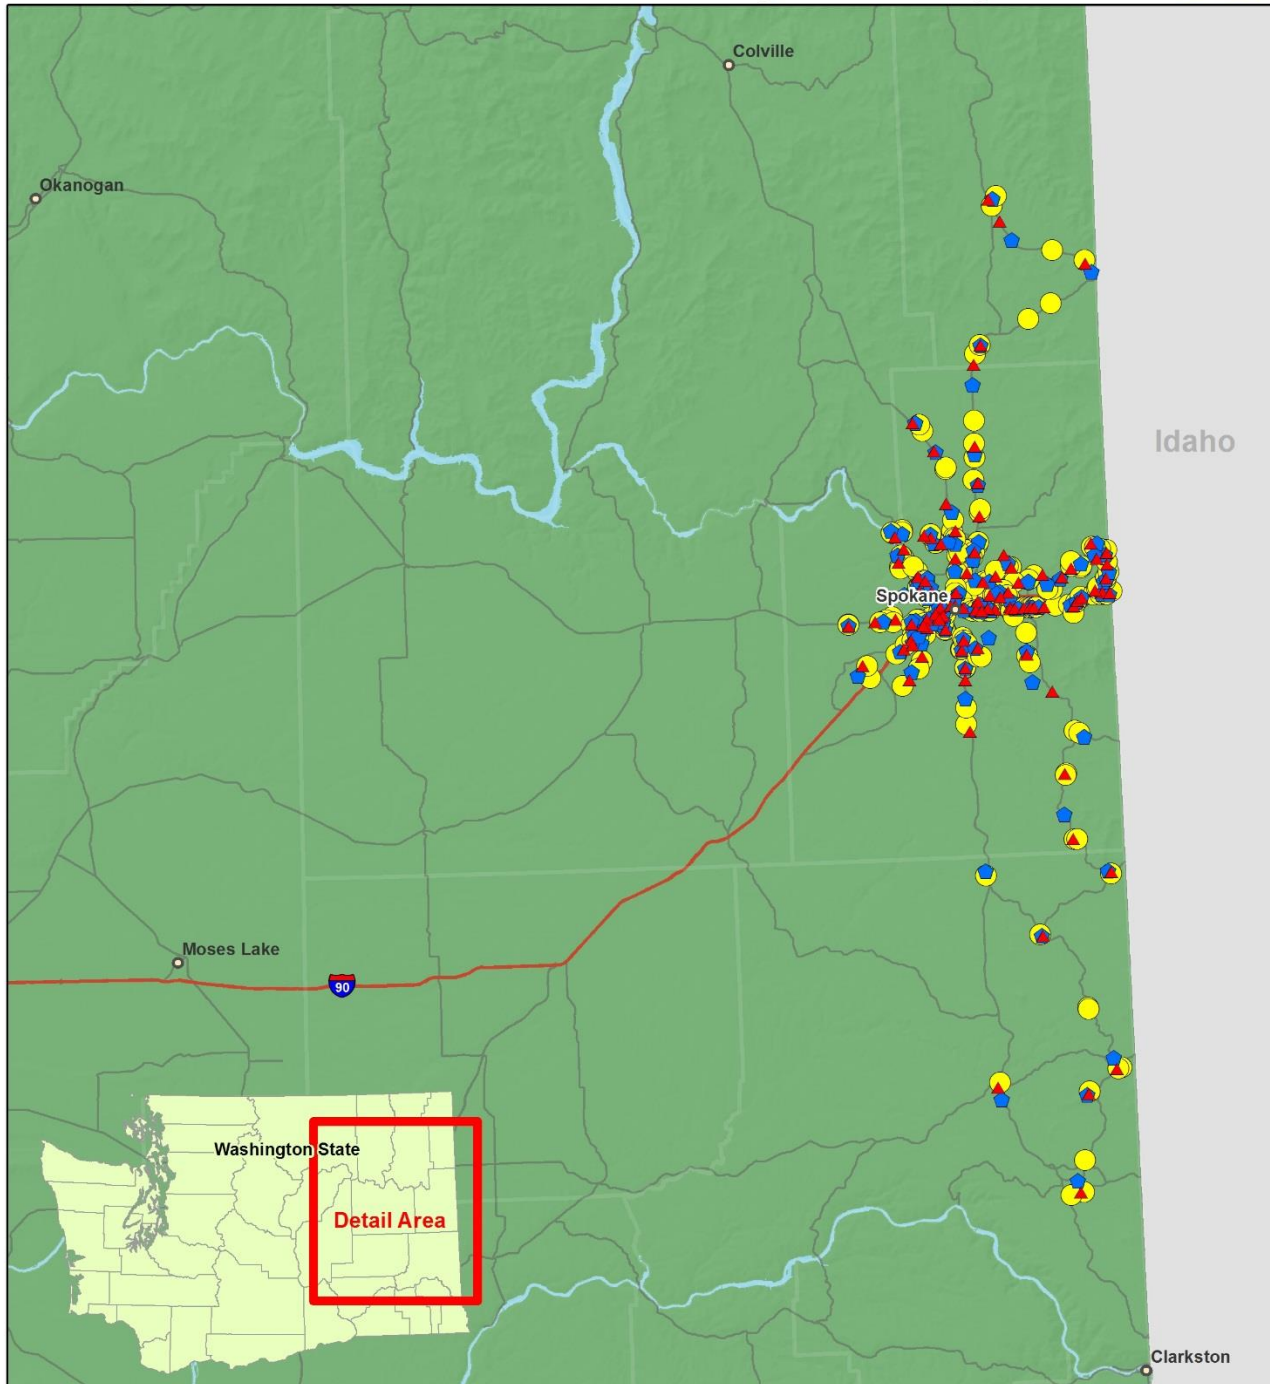 Colville
Okanogan
Idaho
Spokane
Moses Lake
90
Washington State
Detail Area
Clarkston